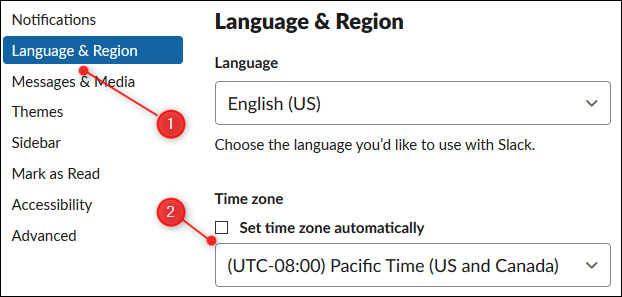 Notifications
Language & Region
Messages & Media
Themes
Sidebar
Mark as Read
Accessibility
Advanced
1
2
Language & Region
Language
English (US)
Choose the language you’d like to use with Slack.
Time zone
Set time zone automatically
(UTC-08:00) Pacific Time (US and Canada)